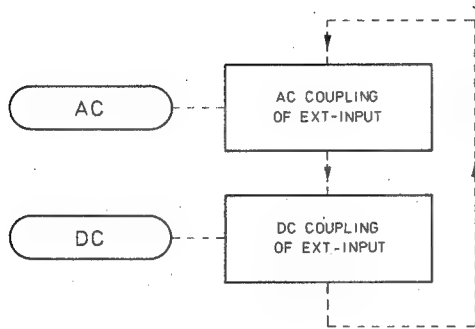 AC
AC COUPLING
OF EXT-INPUT
DC
DC COUPLING
OF EXT-INPUT